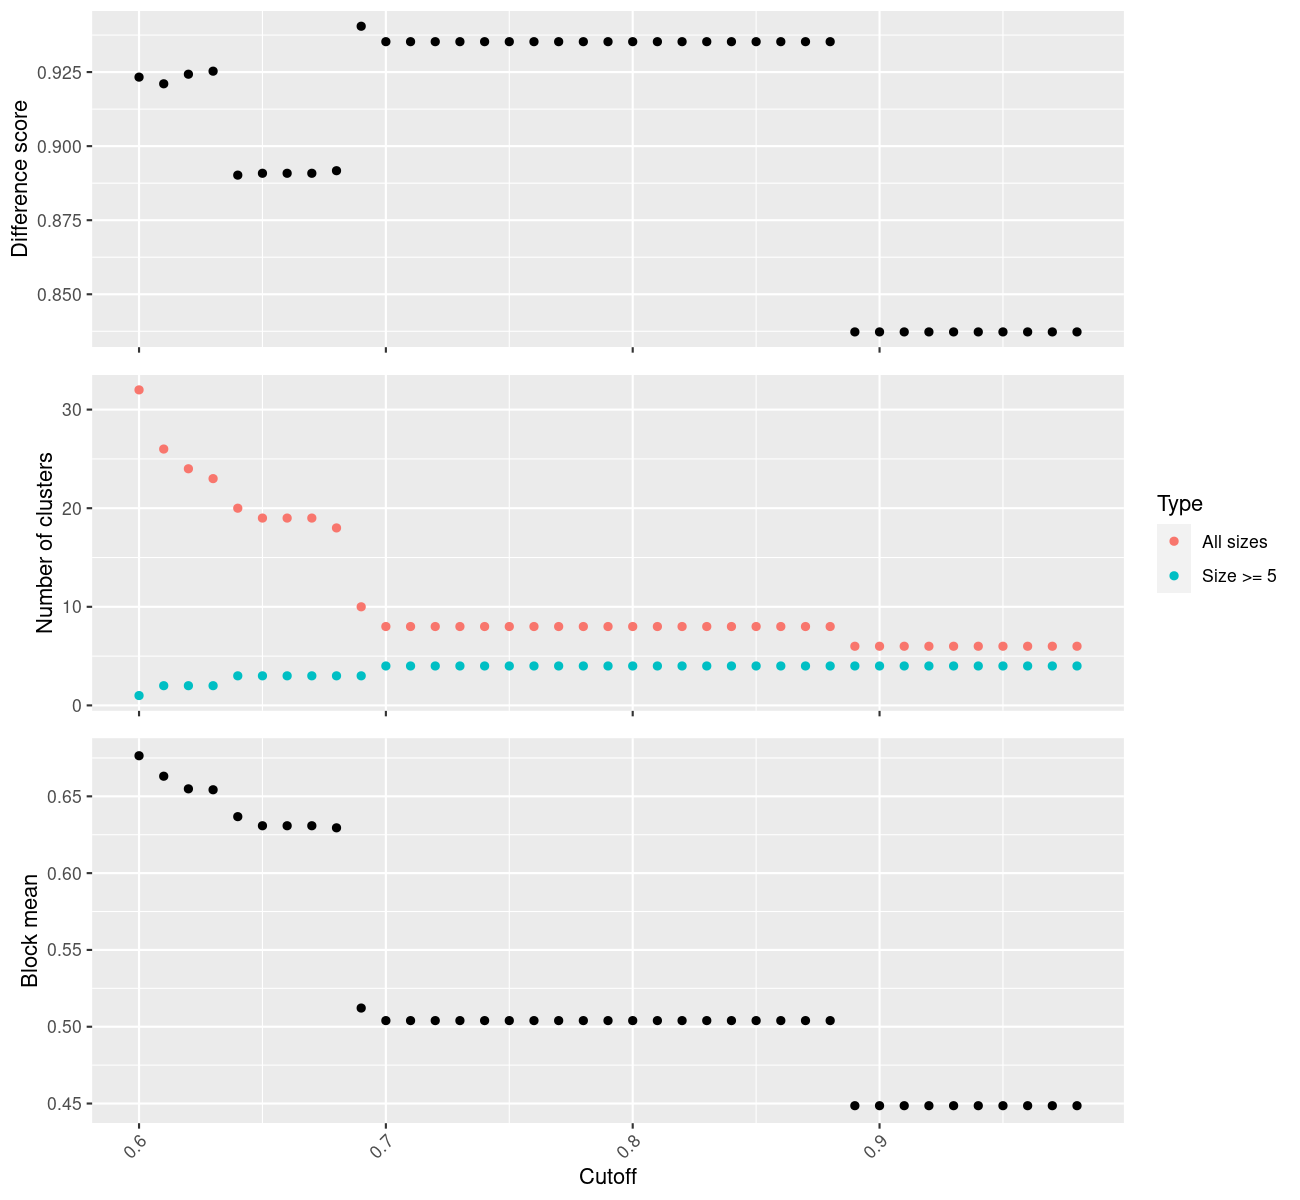 Difference score
0.925
0.900
0.875
0.850
Number of clusters
30
20
10
0
Type
All sizes
Size >= 5
Block mean
0.65
0.60
0.55
0.50
0.45
0.6 0.7 0.8 0.9
Cutoff